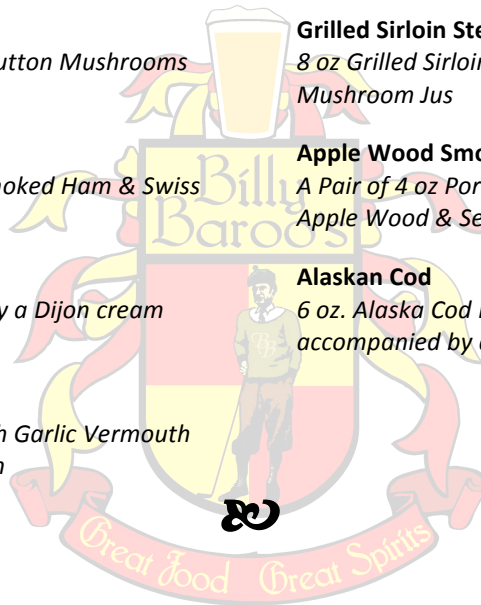 utton Mushrooms
oked Ham & Swiss
y a Dijon cream
h Garlic Vermouth
n
Grilled Sirloin Ste
8 oz Grilled Sirloin
Mushroom Jus
Apple Wood Smo
A Pair of 4 oz Por
Apple Wood & Se
Alaskan Cod
6 oz. Alaska Cod
accompanied by
Billy
Baroo's
BB
Great Food Great Spirits